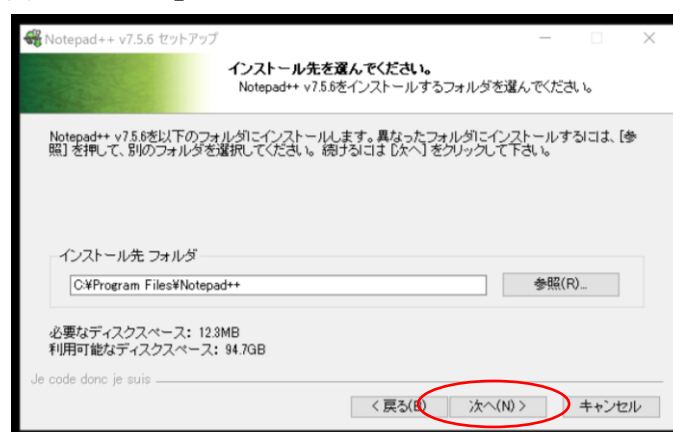 Notepad++ v7.5.6 セットアップ
インストール先を選んでください。
Notepad++ v7.5.6をインストールするフォルダを選んでください。
Notepad++ v7.5.6を以下のフォルダにインストールします。異なったフォルダにインストールするには、[参
照] を押して、別のフォルダを選択してください。 続けるには [次へ] をクリックして下さい。
インストール先 フォルダ
C:¥Program Files¥Notepad++
参照(R)...
必要なディスクスペース: 12.3MB
利用可能なディスクスペース: 94.7GB
Je code donc je suis
< 戻る(B) 次へ(N) > キャンセル